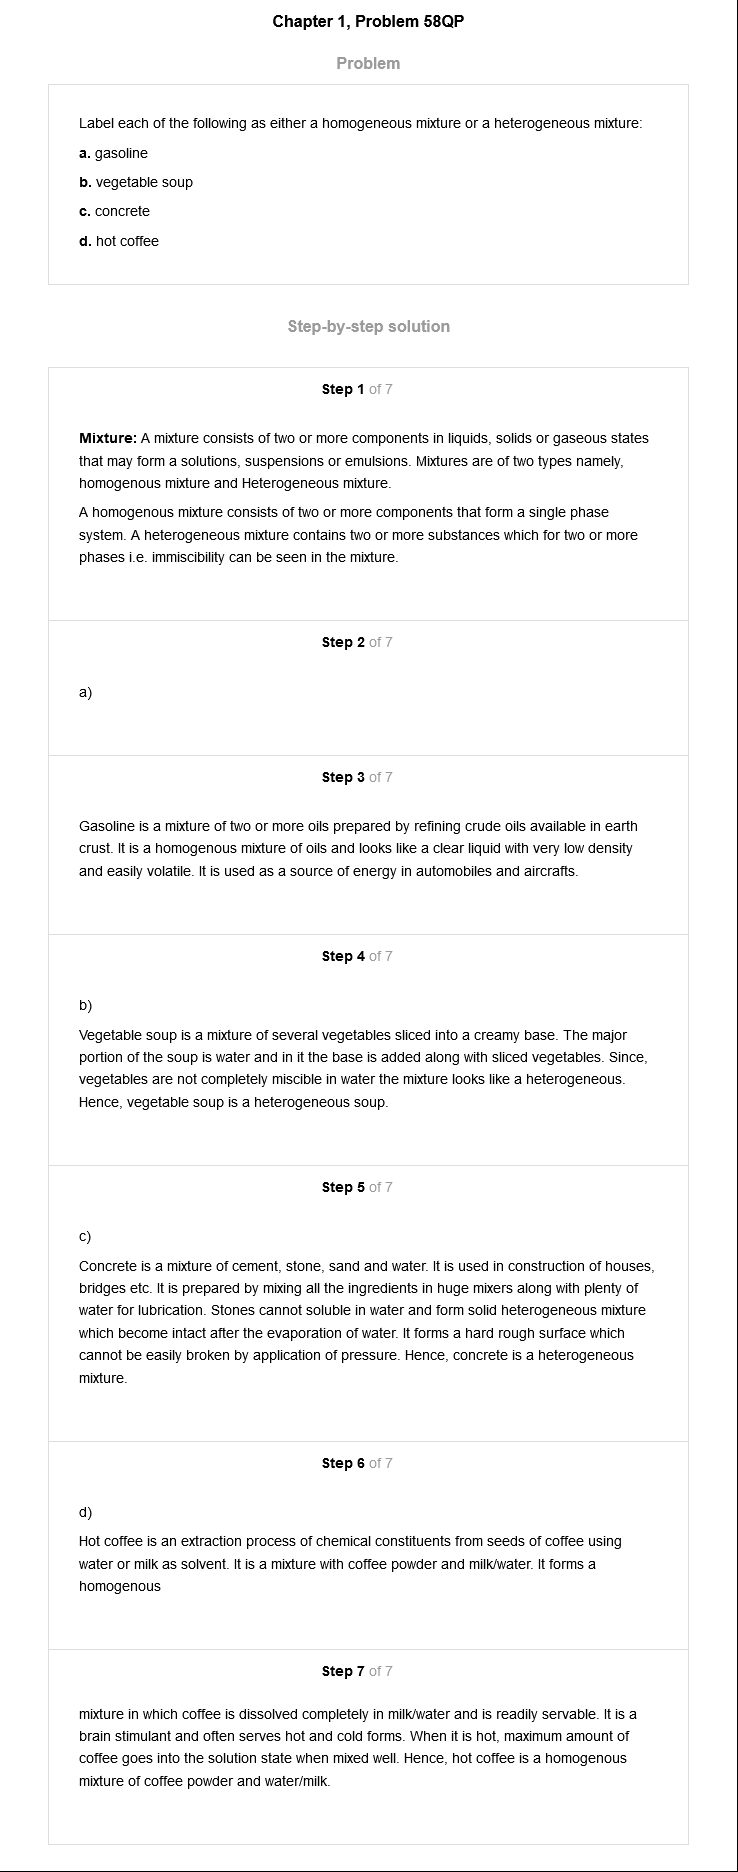 Chapter 1, Problem 58QP
Problem
Label each of the following as either a homogeneous mixture or a heterogeneous mixture:
a. gasoline
b. vegetable soup
c. concrete
d. hot coffee
Step-by-step solution
Step 1 of 7
Mixture: A mixture consists of two or more components in liquids, solids or gaseous states
that may form a solutions, suspensions or emulsions. Mixtures are of two types namely,
homogenous mixture and Heterogeneous mixture.
A homogenous mixture consists of two or more components that form a single phase
system. A heterogeneous mixture contains two or more substances which for two or more
phases i.e. immiscibility can be seen in the mixture.
Step 2 of 7
a)
Step 3 of 7
Gasoline is a mixture of two or more oils prepared by refining crude oils available in earth
crust. It is a homogenous mixture of oils and looks like a clear liquid with very low density
and easily volatile. It is used as a source of energy in automobiles and aircrafts.
Step 4 of 7
b)
Vegetable soup is a mixture of several vegetables sliced into a creamy base. The major
portion of the soup is water and in it the base is added along with sliced vegetables. Since,
vegetables are not completely miscible in water the mixture looks like a heterogeneous.
Hence, vegetable soup is a heterogeneous soup.
Step 5 of 7
c)
Concrete is a mixture of cement, stone, sand and water. It is used in construction of houses,
bridges etc. It is prepared by mixing all the ingredients in huge mixers along with plenty of
water for lubrication. Stones cannot soluble in water and form solid heterogeneous mixture
which become intact after the evaporation of water. It forms a hard rough surface which
cannot be easily broken by application of pressure. Hence, concrete is a heterogeneous
mixture.
Step 6 of 7
d)
Hot coffee is an extraction process of chemical constituents from seeds of coffee using
water or milk as solvent. It is a mixture with coffee powder and milk/water. It forms a
homogenous
Step 7 of 7
mixture in which coffee is dissolved completely in milk/water and is readily servable. It is a
brain stimulant and often serves hot and cold forms. When it is hot, maximum amount of
coffee goes into the solution state when mixed well. Hence, hot coffee is a homogenous
mixture of coffee powder and water/milk.